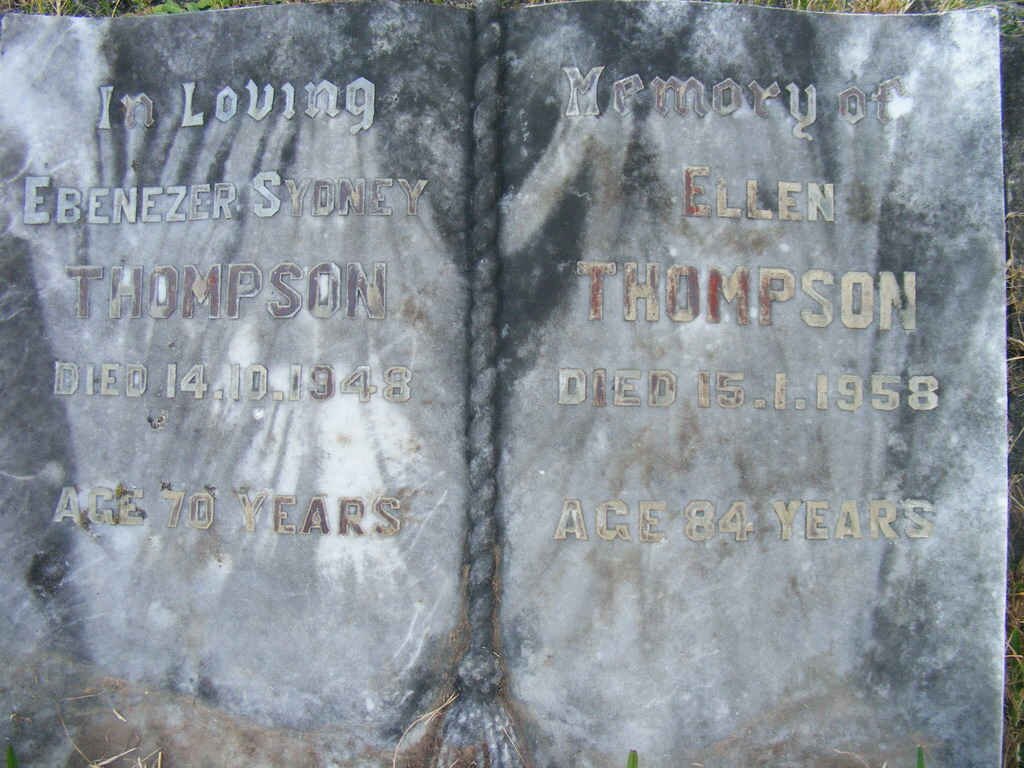 In Loving
Ebenezer Sydney
THOMPSON
DIED 14.10.1948
AGE 70 YEARS
Memory of
Ellen
THOMPSON
DIED 15.1.1958
AGE 84 YEARS